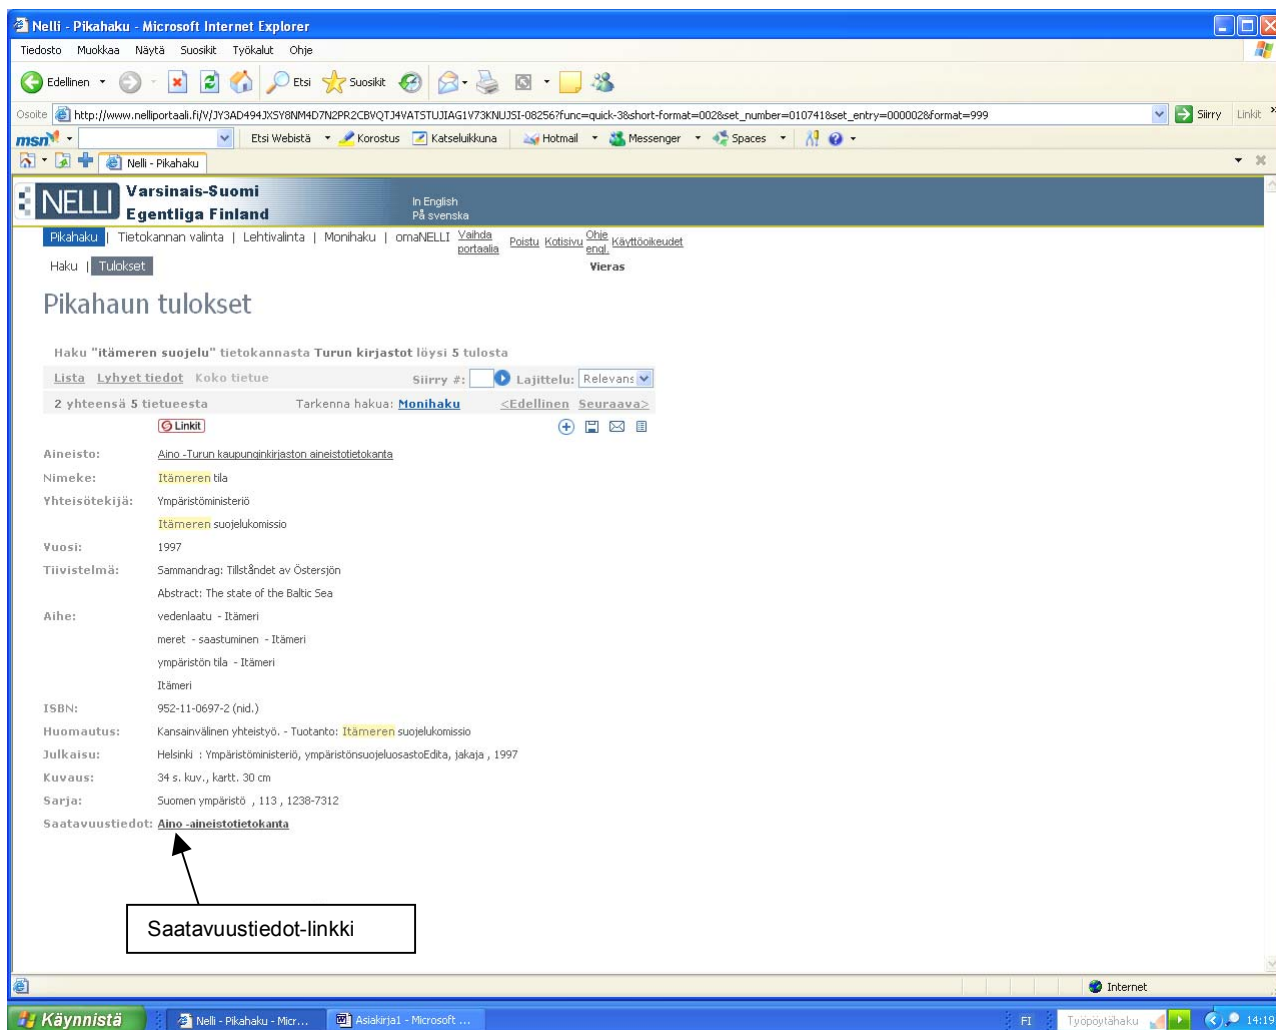 Nelli - Pikahaku - Microsoft Internet Explorer
Tiedosto Muokkaa Näytä Suosikit Työkalut Ohje
Edellinen Etsi Suosikit
Osoite http://www.nelliportaali.fi/V/JY3AD494JXSY8NM4D7N2PR2CBVQTJ4VATSTUJIAG1V73KNUJSI-08256?func=quick-3&short-format=002&set_number=010741&set_entry=000002&format=999 Siirry Linkit »
msn Etsi Webistä Korostus Katseluikkuna Hotmail Messenger Spaces
Nelli - Pikahaku
NELLI Varsinais-Suomi
Egentliga Finland
In English
På svenska
Pikahaku | Tietokannan valinta | Lehtivalinta | Monihaku | omaNELLI Vaihda portaalia Poistu Kotisivu Ohje engl. Käyttöoikeudet
Haku | Tulokset Vieras
Pikahaun tulokset
Haku "itämeren suojelu" tietokannasta Turun kirjastot löysi 5 tulosta
Lista Lyhyet tiedot Koko tietue Siirry #: Lajittelu: Relevans
2 yhteensä 5 tietueesta Tarkenna hakua: Monihaku <Edellinen Seuraava>
Linkit
Aineisto: Aino -Turun kaupunginkirjaston aineistotietokanta
Nimeke: Itämeren tila
Yhteisötekijä: Ympäristöministeriö
Itämeren suojelukomissio
Vuosi: 1997
Tiivistelmä: Sammandrag: Tillståndet av Östersjön
Abstract: The state of the Baltic Sea
Aihe: vedenlaatu - Itämeri
meret - saastuminen - Itämeri
ympäristön tila - Itämeri
Itämeri
ISBN: 952-11-0697-2 (nid.)
Huomautus: Kansainvälinen yhteistyö. - Tuotanto: Itämeren suojelukomissio
Julkaisu: Helsinki : Ympäristöministeriö, ympäristönsuojeluosastoEdita, jakaja , 1997
Kuvaus: 34 s. kuv., kartt. 30 cm
Sarja: Suomen ympäristö , 113 , 1238-7312
Saatavuustiedot: Aino -aineistotietokanta
Saatavuustiedot-linkki
Internet
Käynnistä Nelli - Pikahaku - Micr... Asiakirja1 - Microsoft ... FI Työpöytähaku 14:19